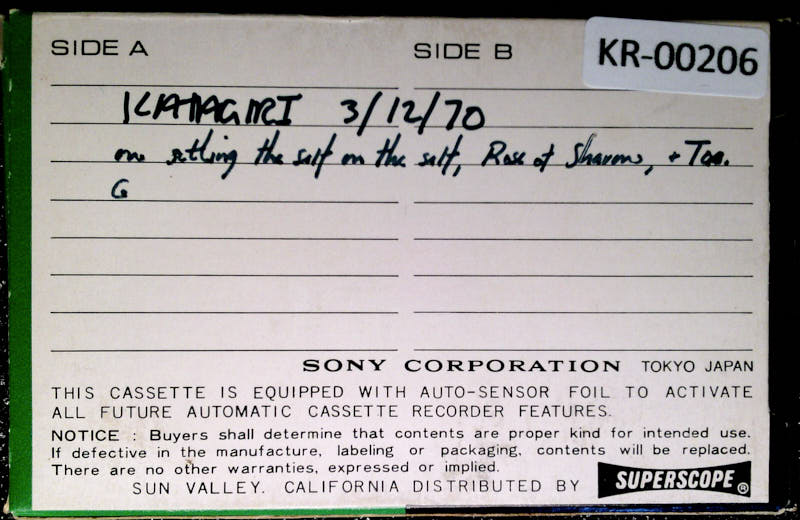 SIDE A
SIDE B
KR-00206
KATAGIRI 3/12/70
on settling the self on the self, Rose of Sharon, + Tao.
G
SONY CORPORATION TOKYO JAPAN
THIS CASSETTE IS EQUIPPED WITH AUTO-SENSOR FOIL TO ACTIVATE
ALL FUTURE AUTOMATIC CASSETTE RECORDER FEATURES.
NOTICE : Buyers shall determine that contents are proper kind for intended use.
If defective in the manufacture, labeling or packaging, contents will be replaced.
There are no other warranties, expressed or implied.
SUN VALLEY. CALIFORNIA DISTRIBUTED BY SUPERSCOPE®